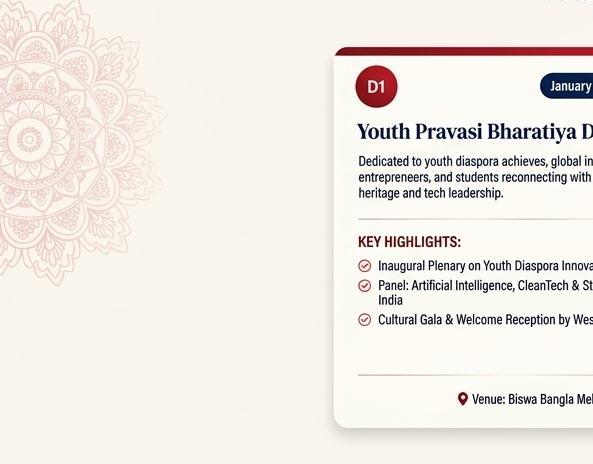 D1
January
Youth Pravasi Bharatiya D
Dedicated to youth diaspora achieves, global in
entrepreneurs, and students reconnecting with
heritage and tech leadership.
KEY HIGHLIGHTS:
Inaugural Plenary on Youth Diaspora Innova
Panel: Artificial Intelligence, CleanTech & St
India
Cultural Gala & Welcome Reception by Wes
Venue: Biswa Bangla Mel